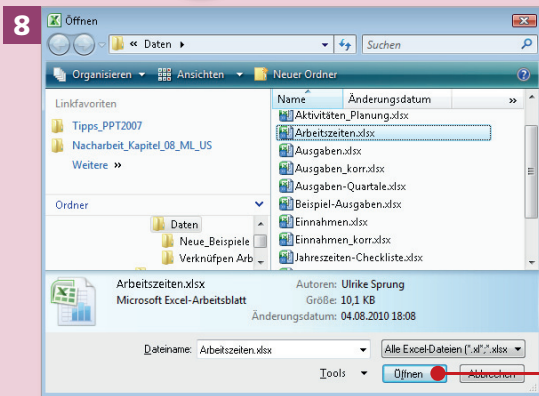 8
Öffnen
« Daten
Suchen
Organisieren Ansichten Neuer Ordner
Linkfavoriten
Tipps_PPT2007
Nacharbeit_Kapitel_08_ML_US
Weitere »
Ordner
Daten
Neue_Beispiele
Verknüpfen Arb
Name Änderungsdatum »
Aktivitäten_Planung.xlsx
Arbeitszeiten.xlsx
Ausgaben.xlsx
Ausgaben_korr.xlsx
Ausgaben-Quartale.xlsx
Beispiel-Ausgaben.xlsx
Einnahmen.xlsx
Einnahmen_korr.xlsx
Jahreszeiten-Checkliste.xlsx
Arbeitszeiten.xlsx
Microsoft Excel-Arbeitsblatt
Autoren: Ulrike Sprung
Größe: 10,1 KB
Änderungsdatum: 04.08.2010 18:08
Dateiname: Arbeitszeiten.xlsx
Alle Excel-Dateien (*.xl*;*.xlsx
Tools
Öffnen
Abbrechen